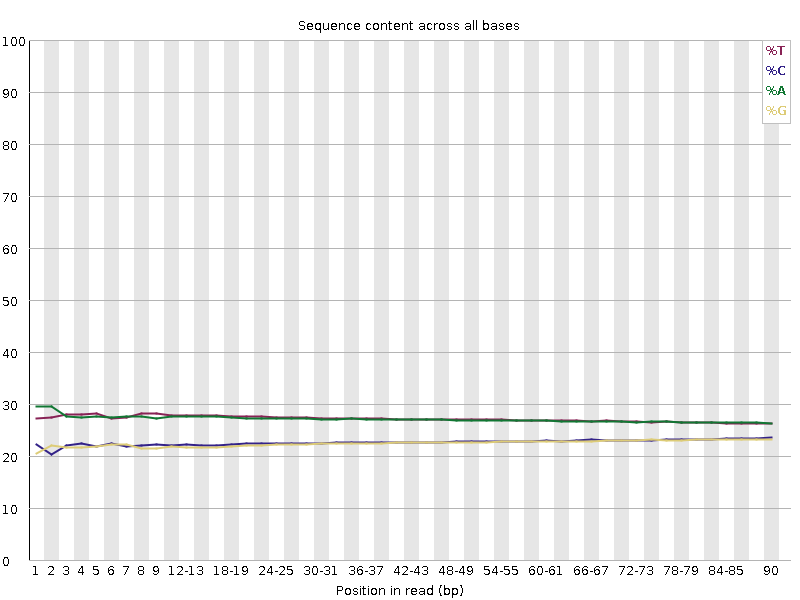 Sequence content across all bases
100
90
80
70
60
50
40
30
20
10
0
%T
%C
%A
%G
1 2 3 4 5 6 7 8 9 12-13 18-19 24-25 30-31 36-37 42-43 48-49 54-55 60-61 66-67 72-73 78-79 84-85 90
Position in read (bp)